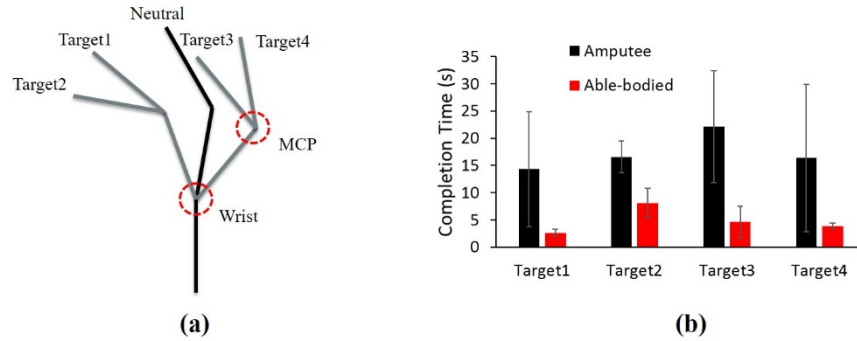 Neutral
Target1
Target3
Target4
Target2
MCP
Wrist
(a)
Amputee
Able-bodied
Completion Time (s)
35
30
25
20
15
10
5
0
Target1 Target2 Target3 Target4
(b)